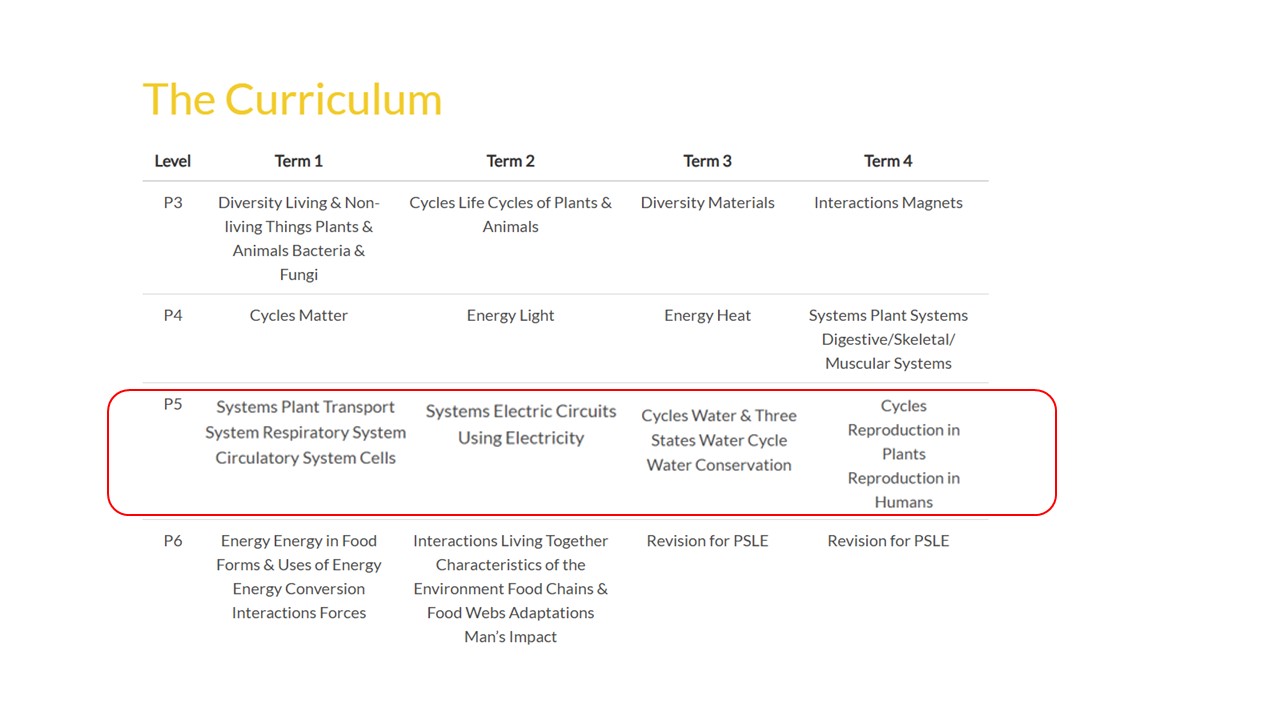 The Curriculum
Level Term 1 Term 2 Term 3 Term 4
P3
Diversity Living & Non-
living Things Plants &
Animals Bacteria &
Fungi
Cycles Life Cycles of Plants &
Animals
Diversity Materials
Interactions Magnets
P4
Cycles Matter
Energy Light
Energy Heat
Systems Plant Systems
Digestive/Skeletal/
Muscular Systems
P5
Systems Plant Transport
System Respiratory System
Circulatory System Cells
Systems Electric Circuits
Using Electricity
Cycles Water & Three
States Water Cycle
Water Conservation
Cycles
Reproduction in
Plants
Reproduction in
Humans
P6
Energy Energy in Food
Forms & Uses of Energy
Energy Conversion
Interactions Forces
Interactions Living Together
Characteristics of the
Environment Food Chains &
Food Webs Adaptations
Man’s Impact
Revision for PSLE
Revision for PSLE